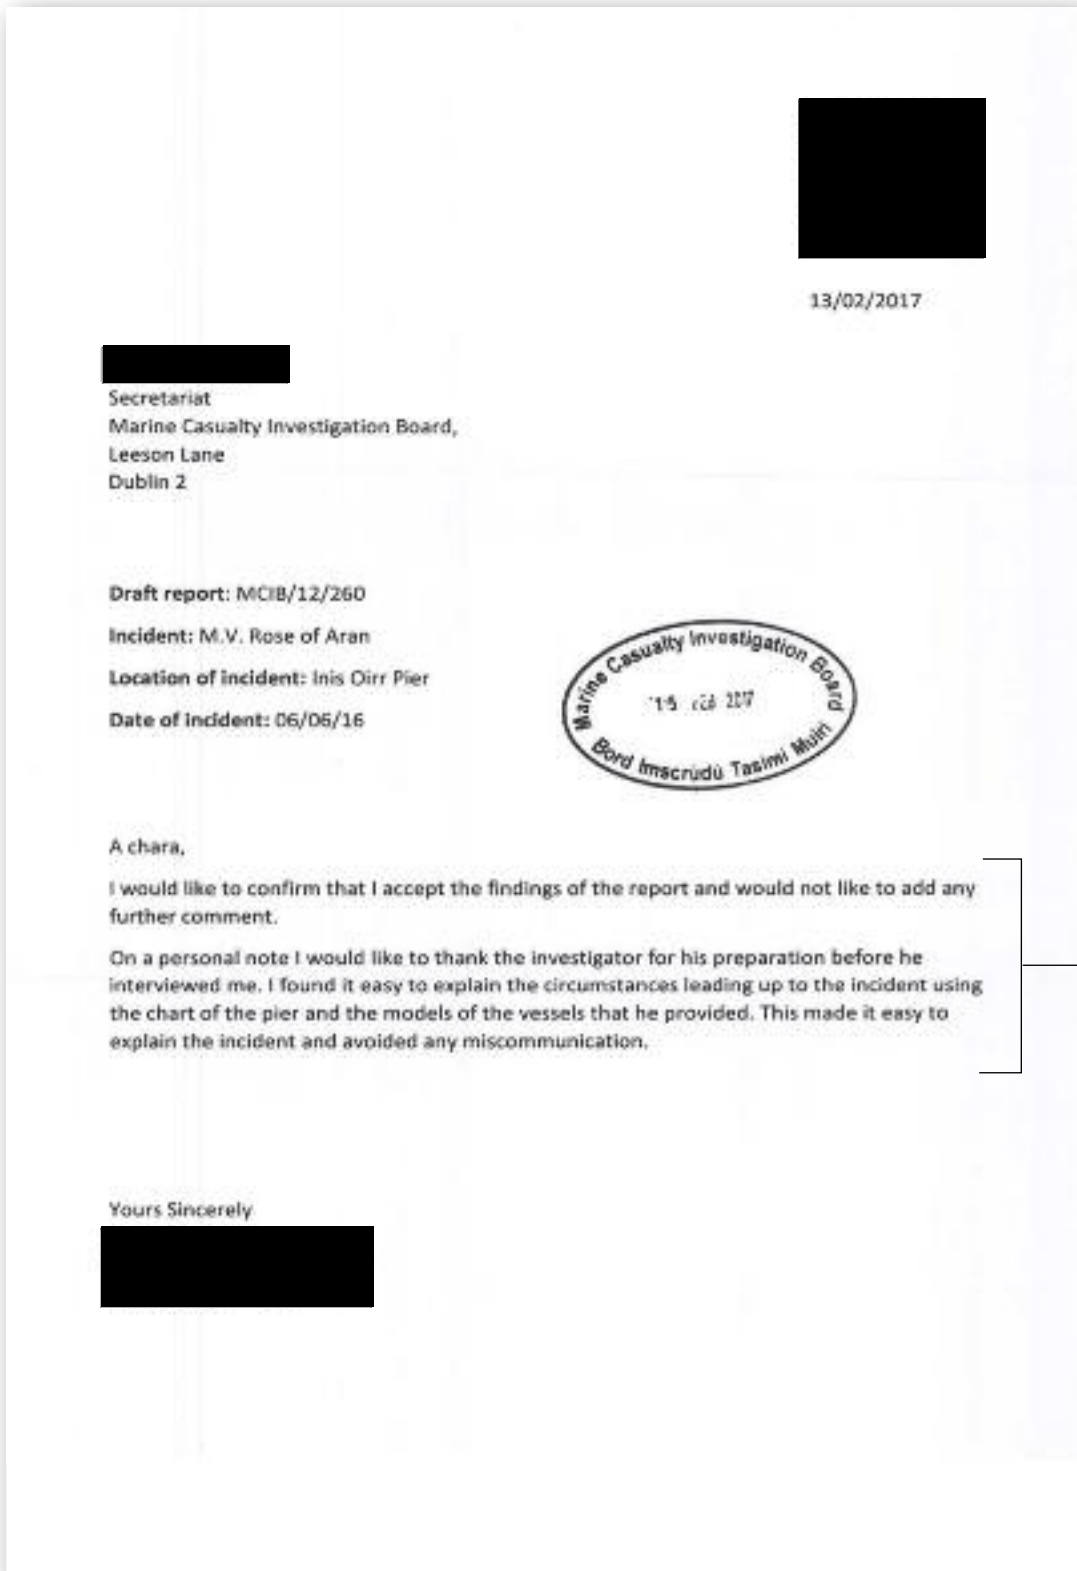 13/02/2017
Secretariat
Marine Casualty Investigation Board,
Leeson Lane
Dublin 2
Draft report: MCIB/12/260
Incident: M.V. Rose of Aran
Location of incident: Inis Oirr Pier
Date of incident: 06/06/16
Marine Casualty Investigation Board
2017
Bord Imscrúdú Taismí Muirí
A chara,
I would like to confirm that I accept the findings of the report and would not like to add any
further comment.
On a personal note I would like to thank the investigator for his preparation before he
interviewed me. I found it easy to explain the circumstances leading up to the incident using
the chart of the pier and the models of the vessels that he provided. This made it easy to
explain the incident and avoided any miscommunication.
Yours Sincerely